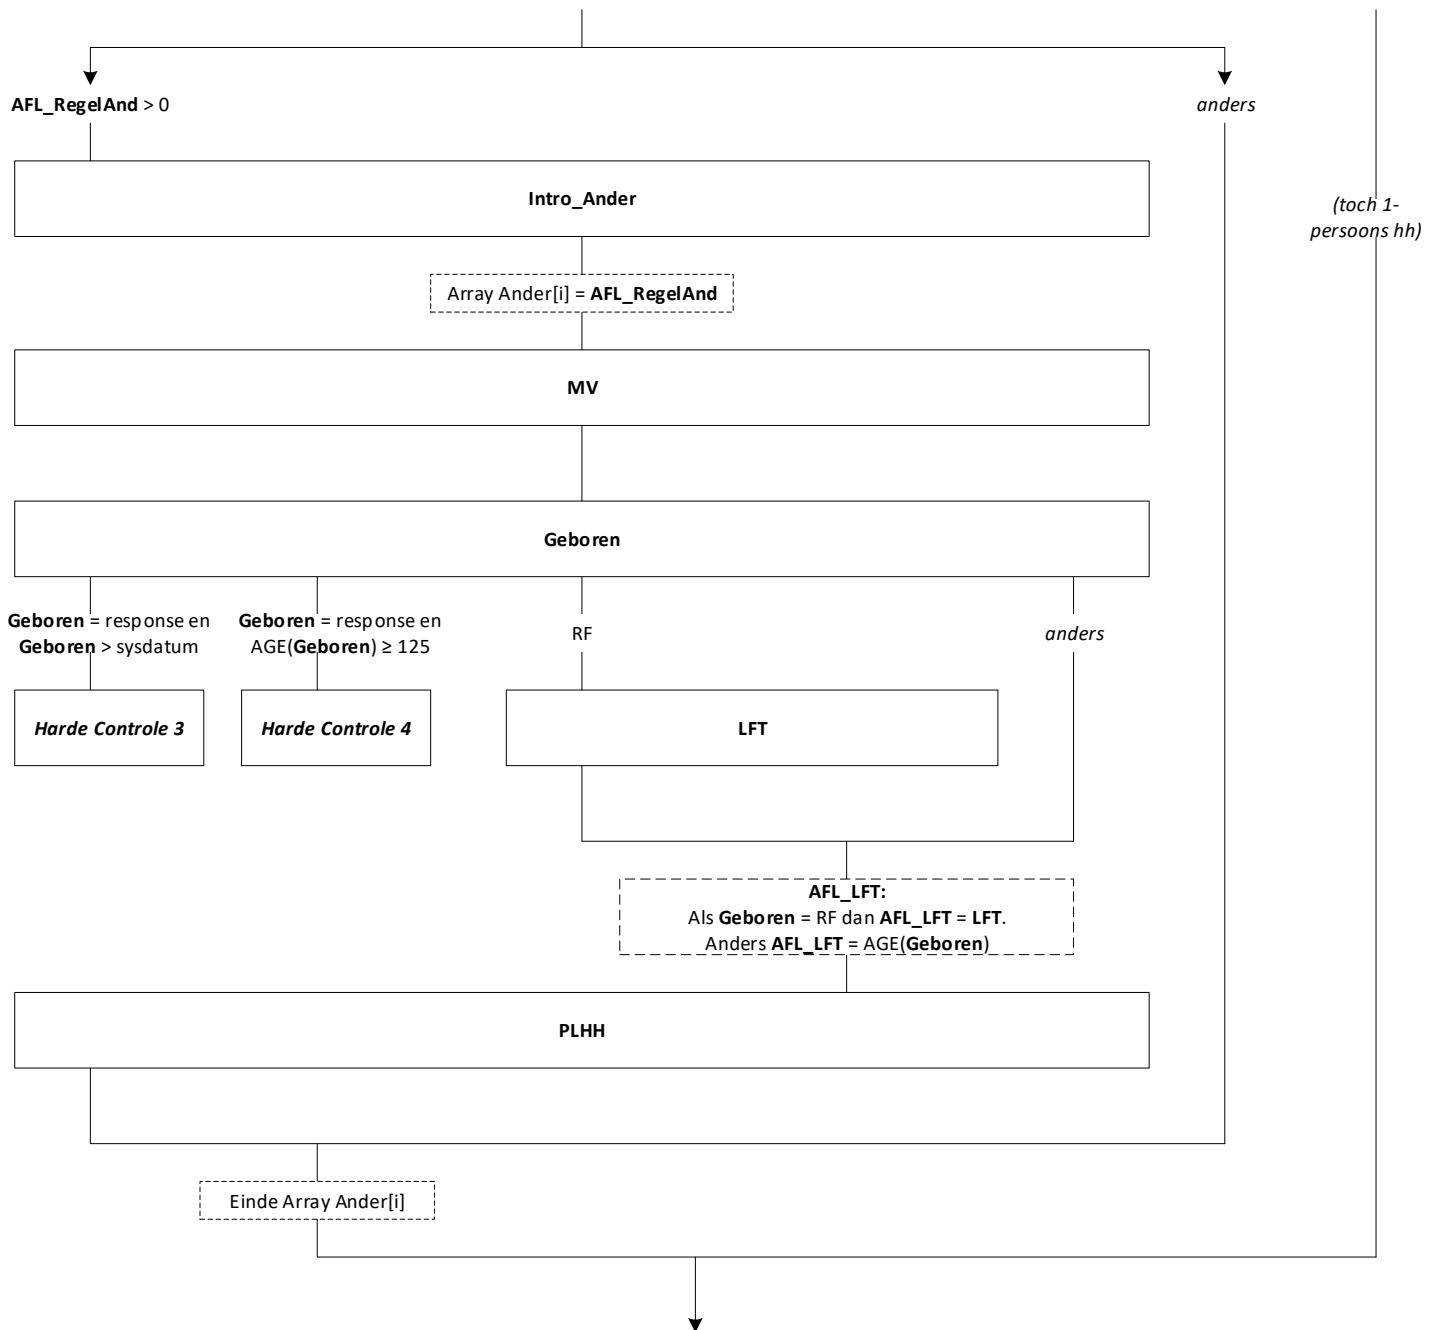 AFL_RegelAnd > 0
anders
Intro_Ander
(toch 1-
persoons hh)
Array Ander[i] = AFL_RegelAnd
MV
Geboren
Geboren = response en
Geboren > sysdatum
Geboren = response en
AGE(Geboren) ≥ 125
RF
anders
Harde Controle 3
Harde Controle 4
LFT
AFL_LFT:
Als Geboren = RF dan AFL_LFT = LFT.
Anders AFL_LFT = AGE(Geboren)
PLHH
Einde Array Ander[i]